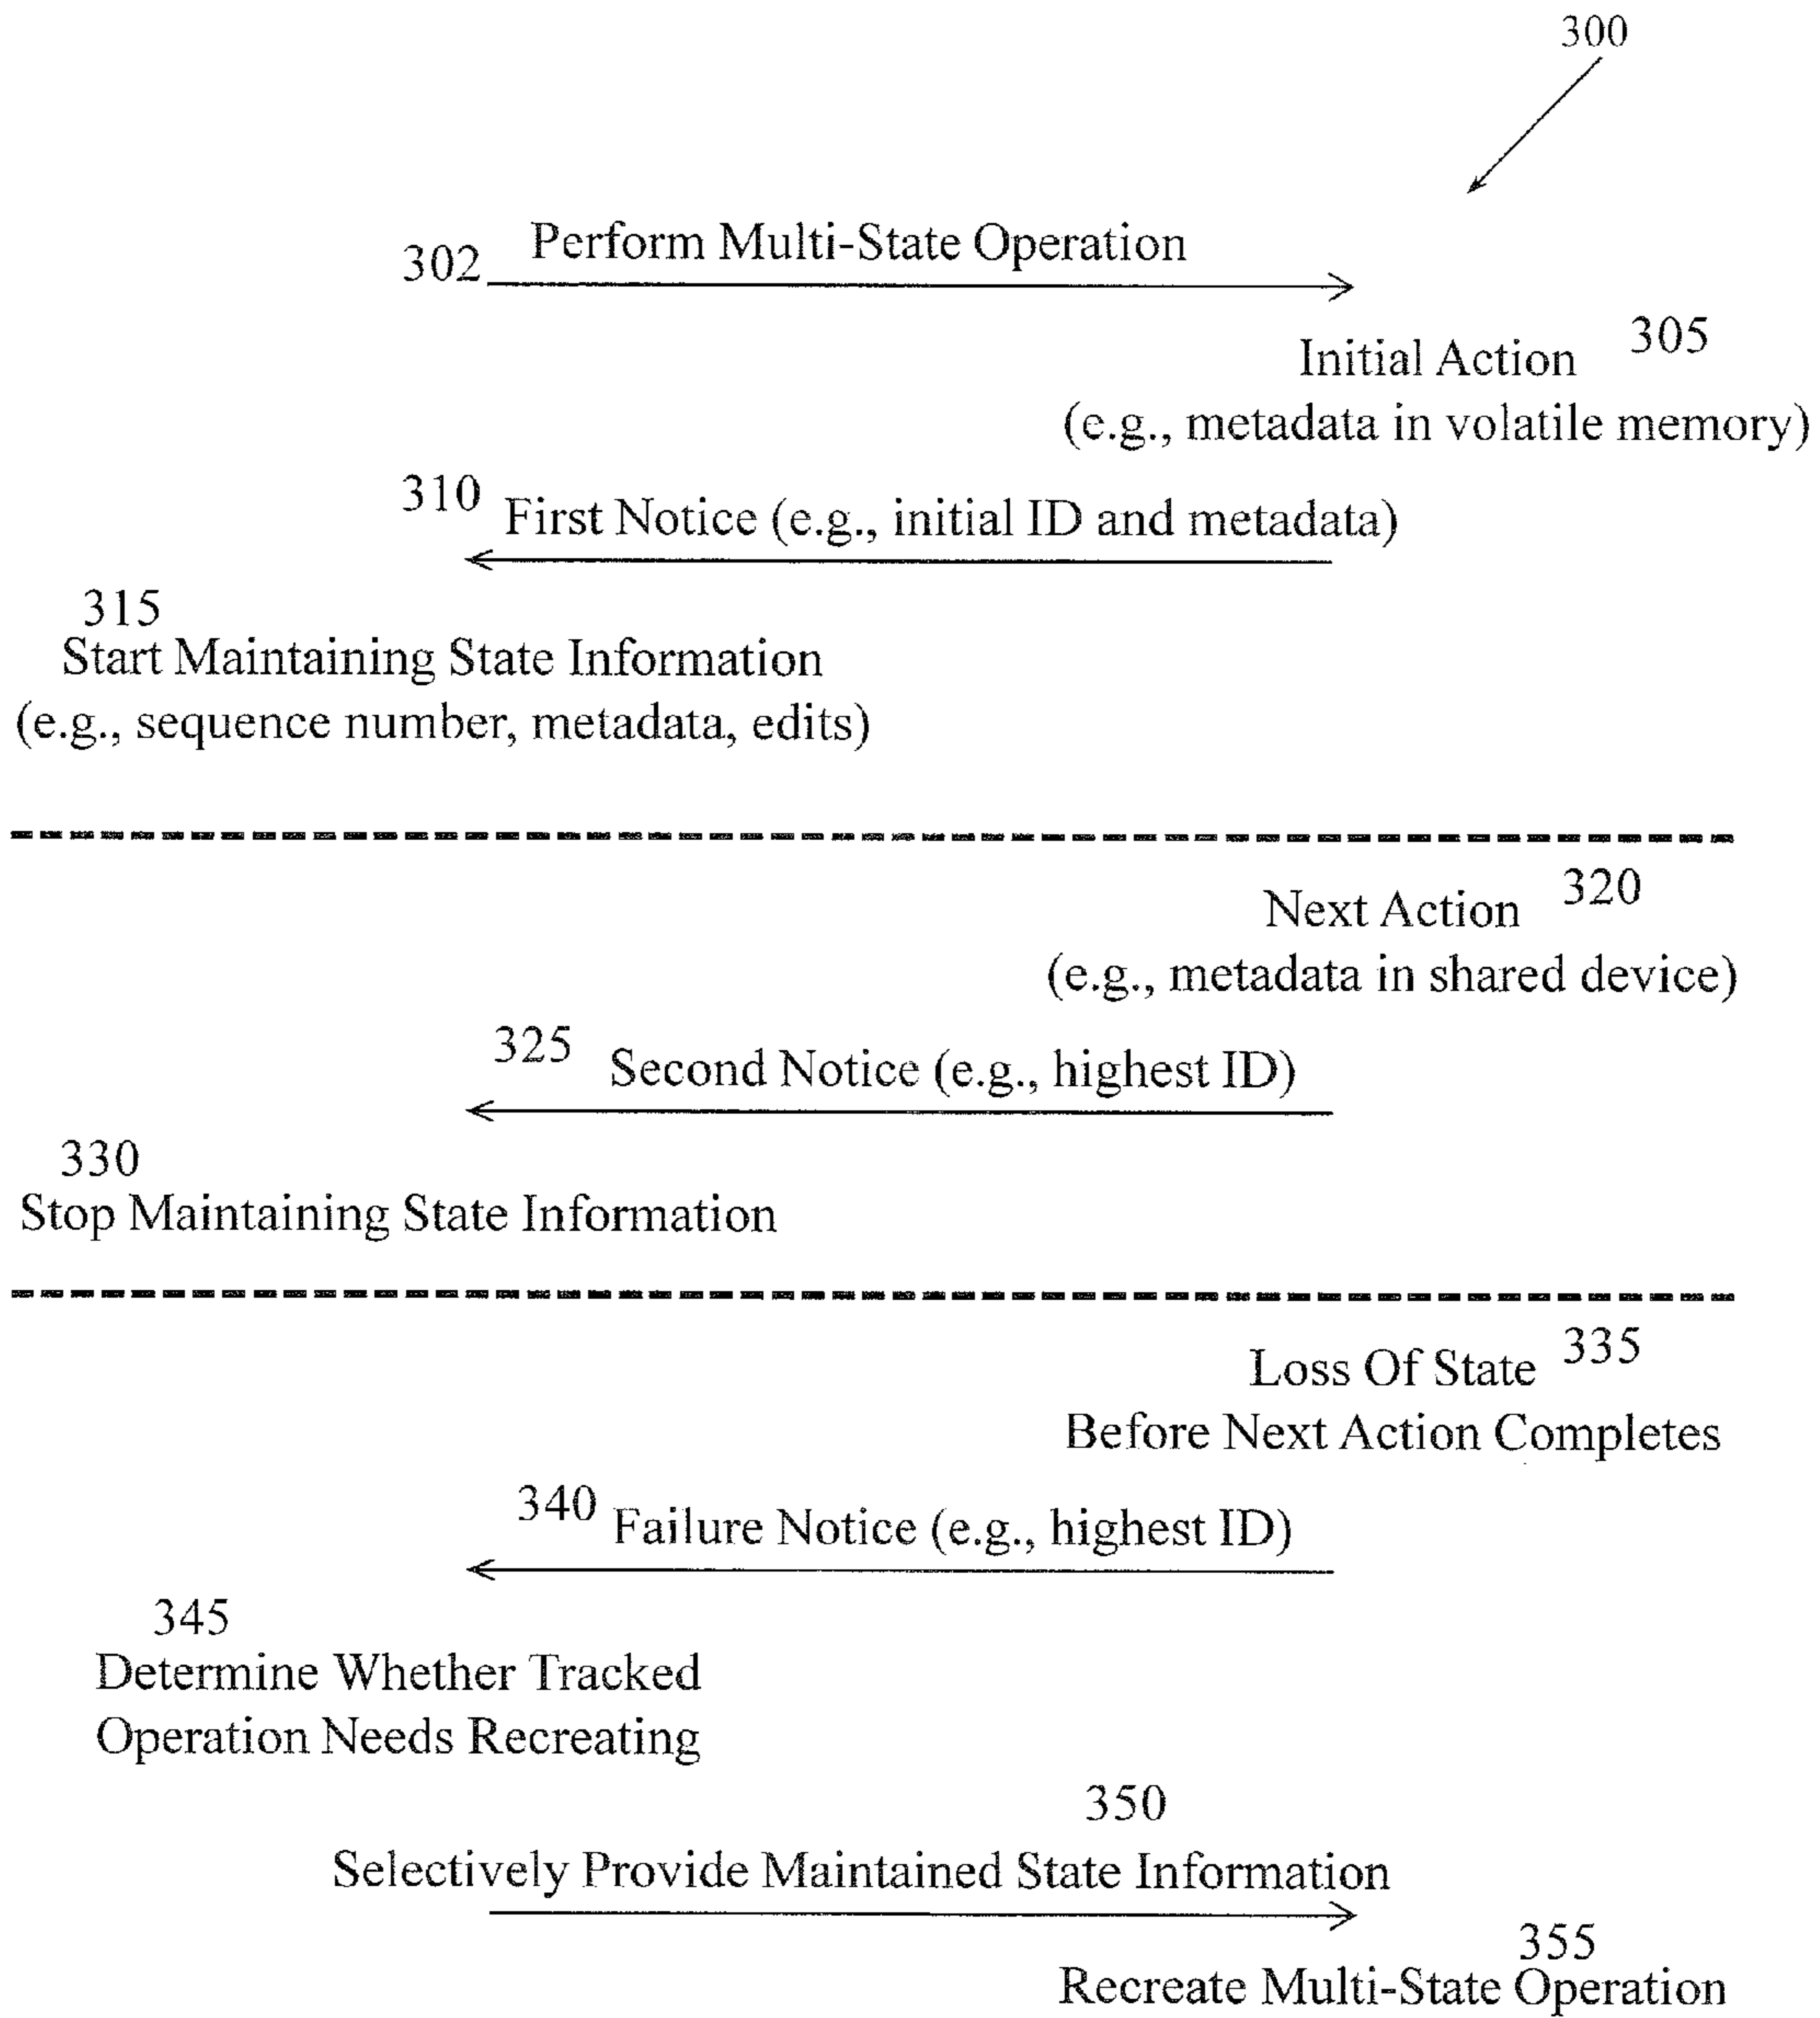 300
302 Perform Multi-State Operation
305
Initial Action
(e.g., metadata in volatile memory)
310 First Notice (e.g., initial ID and metadata)
315
Start Maintaining State Information
(e.g., sequence number, metadata, edits)
320
Next Action
(e.g., metadata in shared device)
325 Second Notice (e.g., highest ID)
330
Stop Maintaining State Information
335
Loss Of State
Before Next Action Completes
340 Failure Notice (e.g., highest ID)
345
Determine Whether Tracked
Operation Needs Recreating
350
Selectively Provide Maintained State Information
355
Recreate Multi-State Operation